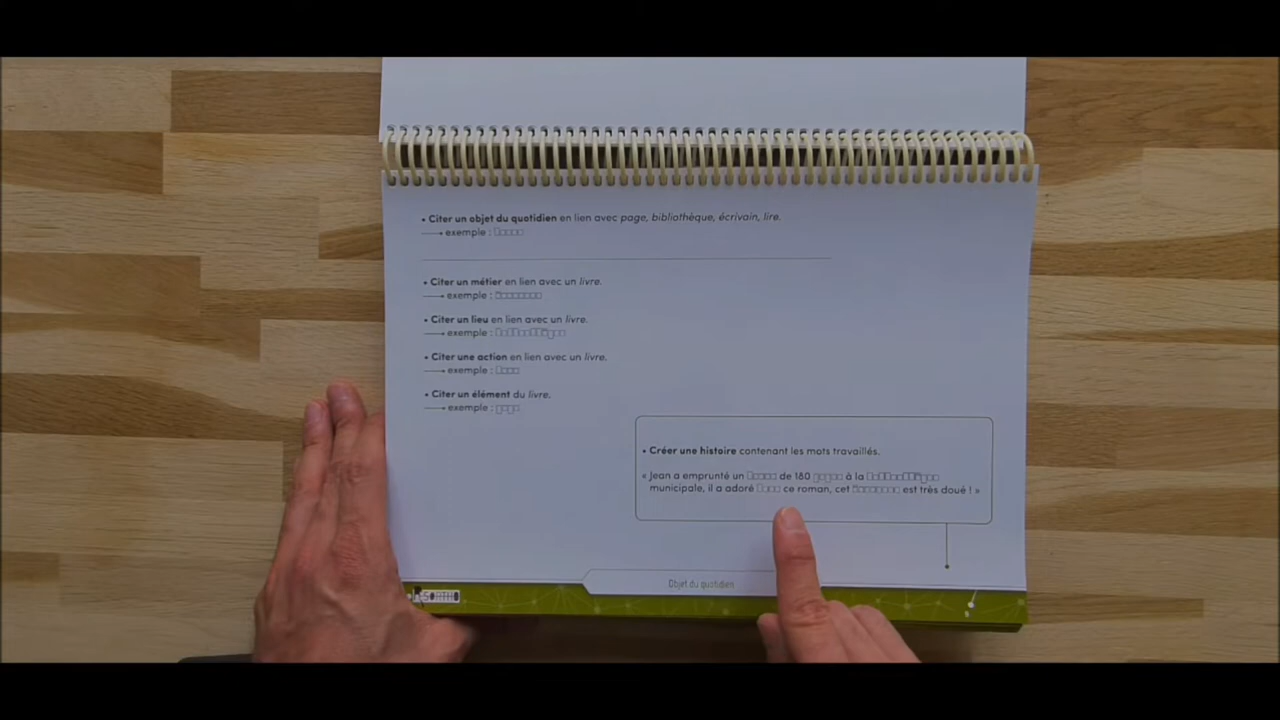 • Citer un objet du quotidien en lien avec page, bibliothèque, écrivain, lire.
exemple :
• Citer un métier en lien avec un livre.
exemple :
• Citer un lieu en lien avec un livre.
exemple :
• Citer une action en lien avec un livre.
exemple :
• Citer un élément du livre.
exemple :
• Créer une histoire contenant les mots travaillés.
« Jean a emprunté un de 180 à la
municipale, il a adoré ce roman, cet est très doué ! »
Objet du quotidien